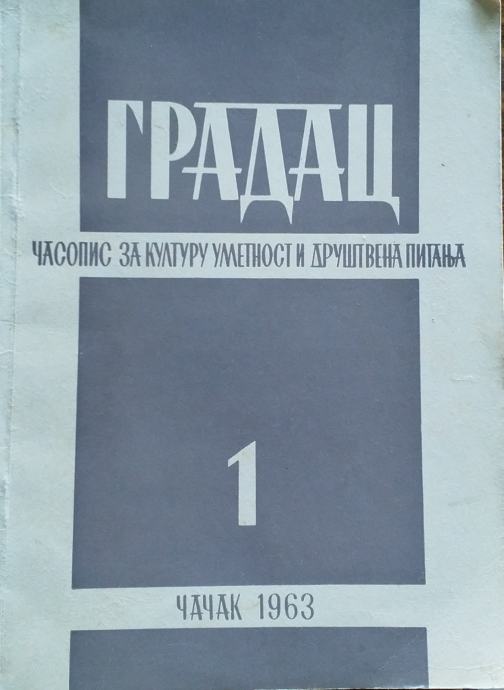 ГРАДАЦ
ЧАСОПИС ЗА КУЛТУРУ УМЕТНОСТ И ДРУШТВЕНА ПИТАЊА
1
ЧАЧАК 1963